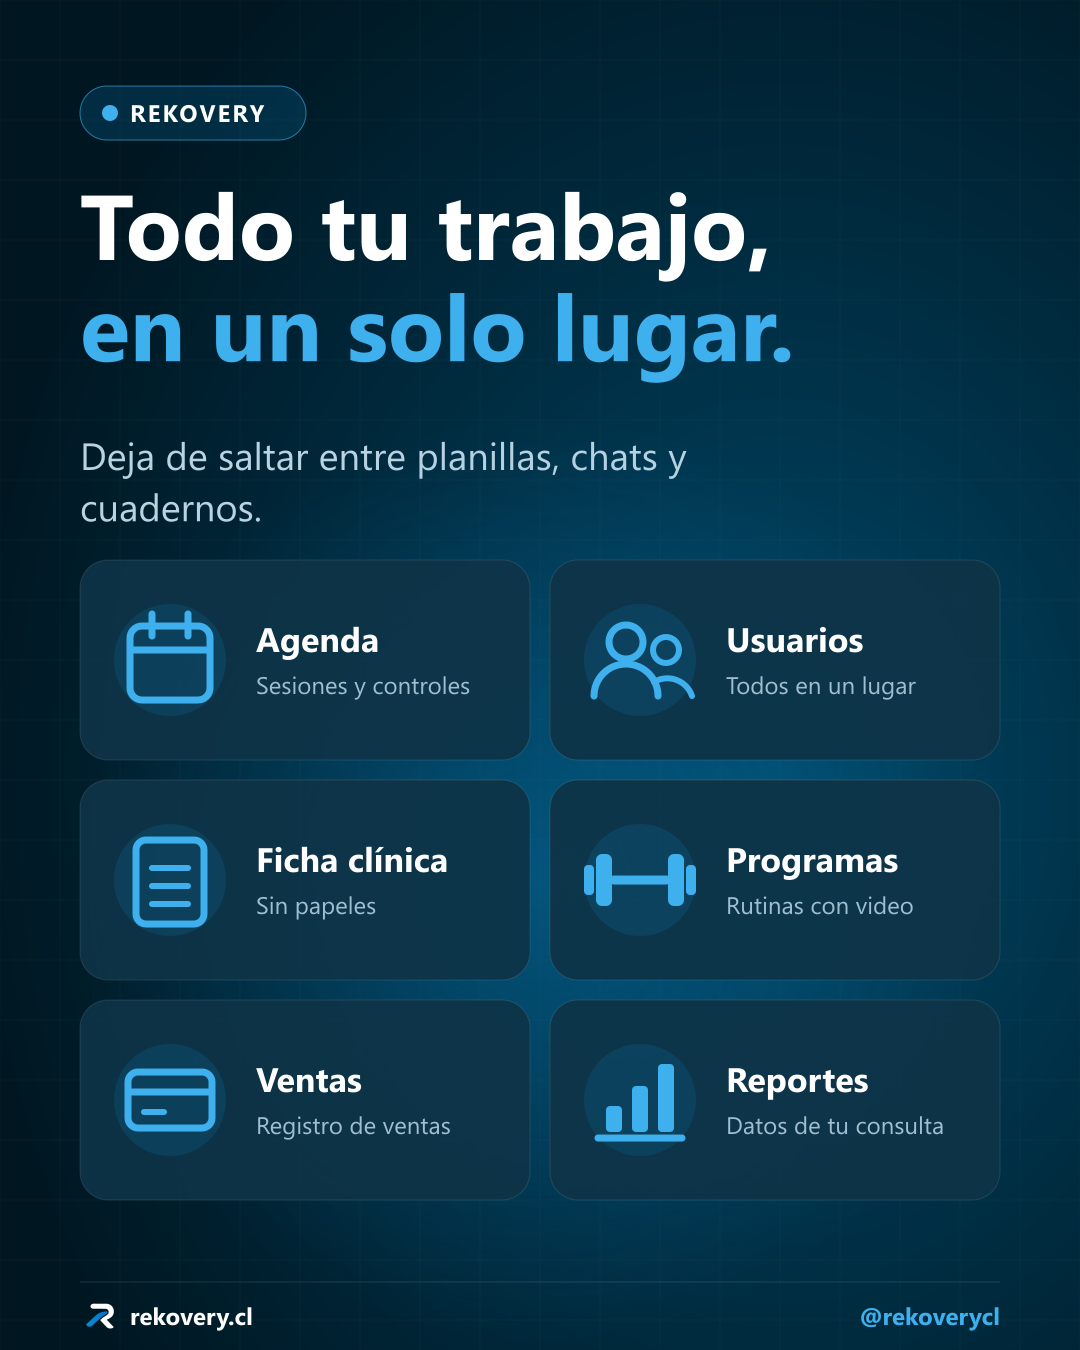 REKOVERY
Todo tu trabajo,
en un solo lugar.
Deja de saltar entre planillas, chats y
cuadernos.
Agenda
Sesiones y controles
Usuarios
Todos en un lugar
Ficha clínica
Sin papeles
Programas
Rutinas con video
Ventas
Registro de ventas
Reportes
Datos de tu consulta
rekovery.cl
@rekoverycl